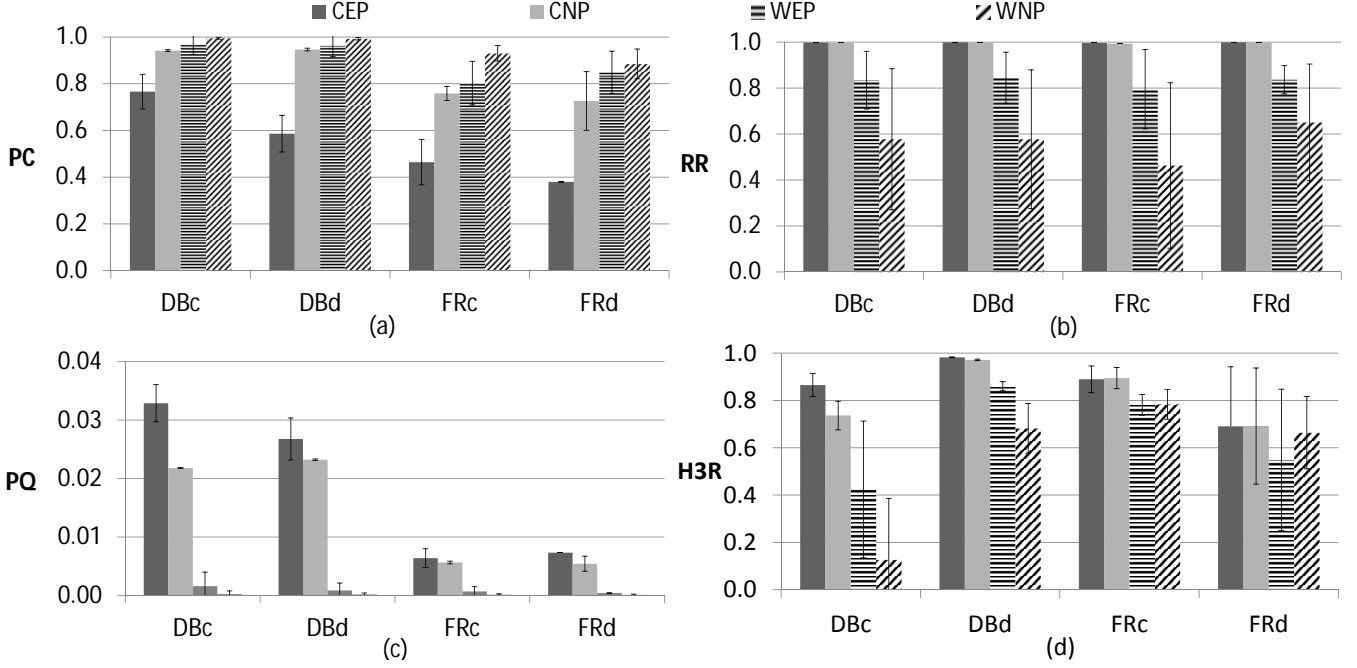 CEP CNP WEP WNP
1.0
0.8
0.6
PC
0.4
0.2
0.0
DBc DBd FRc FRd
(a)
1.0
0.8
0.6
RR
0.4
0.2
0.0
DBc DBd FRc FRd
(b)
0.04
0.03
PQ
0.02
0.01
0.00
DBc DBd FRc FRd
(c)
1.0
0.8
0.6
H3R
0.4
0.2
0.0
DBc DBd FRc FRd
(d)